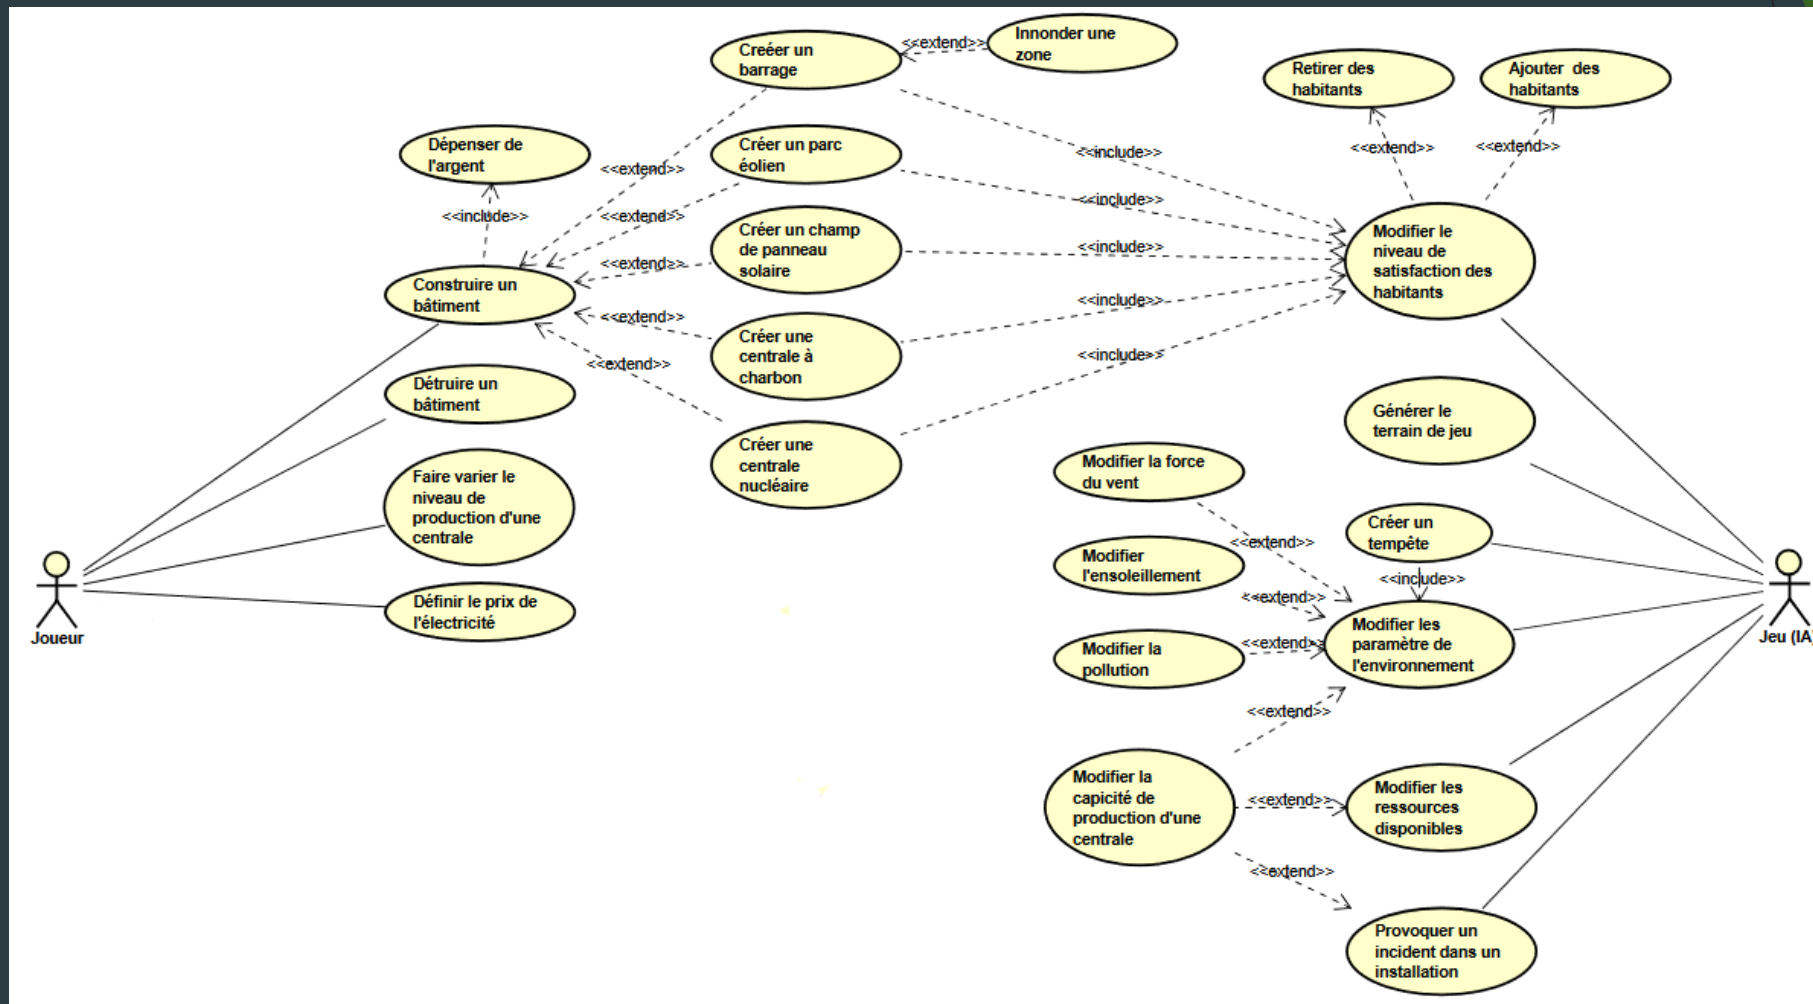 Creéer un
barrage
<<extend>>
Innonder une
zone
Retirer des
habitants
Ajouter des
habitants
Dépenser de
l'argent
<<extend>>
Créer un parc
éolien
<<include>>
<<extend>>
<<extend>>
<<include>>
<<extend>>
<<include>>
Créer un champ
de panneau
solaire
Modifier le
niveau de
satisfaction des
habitants
<<extend>>
<<include>>
Construire un
bâtiment
<<extend>>
<<include>>
Créer une
centrale à
charbon
<<extend>>
<<include>>
Détruire un
bâtiment
Générer le
terrain de jeu
Créer une
centrale
nucléaire
Modifier la force
du vent
Faire varier le
niveau de
production d'une
centrale
Créer un
tempête
<<extend>>
Modifier
l'ensoleillement
<<include>>
<<extend>>
Définir le prix de
l'électricité
Joueur
Jeu (IA)
Modifier les
paramètre de
l'environnement
<<extend>>
Modifier la
pollution
<<extend>>
Modifier la
capicité de
production d'une
centrale
<<extend>>
Modifier les
ressources
disponibles
<<extend>>
Provoquer un
incident dans un
installation